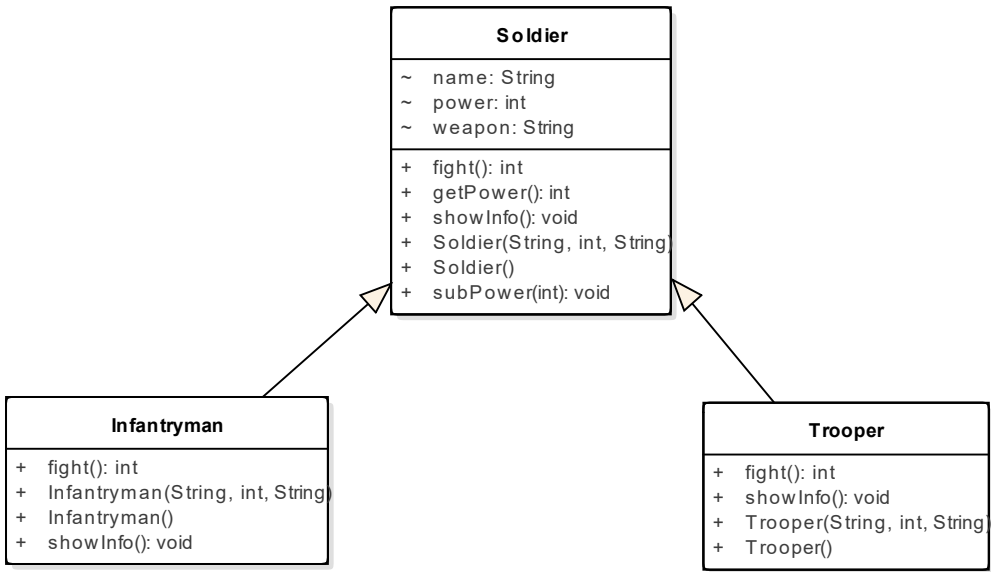 Soldier
~ name: String
~ power: int
~ weapon: String
+ fight(): int
+ getPower(): int
+ showInfo(): void
+ Soldier(String, int, String)
+ Soldier()
+ subPower(int): void
Infantryman
+ fight(): int
+ Infantryman(String, int, String)
+ Infantryman()
+ showInfo(): void
Trooper
+ fight(): int
+ showInfo(): void
+ Trooper(String, int, String)
+ Trooper()